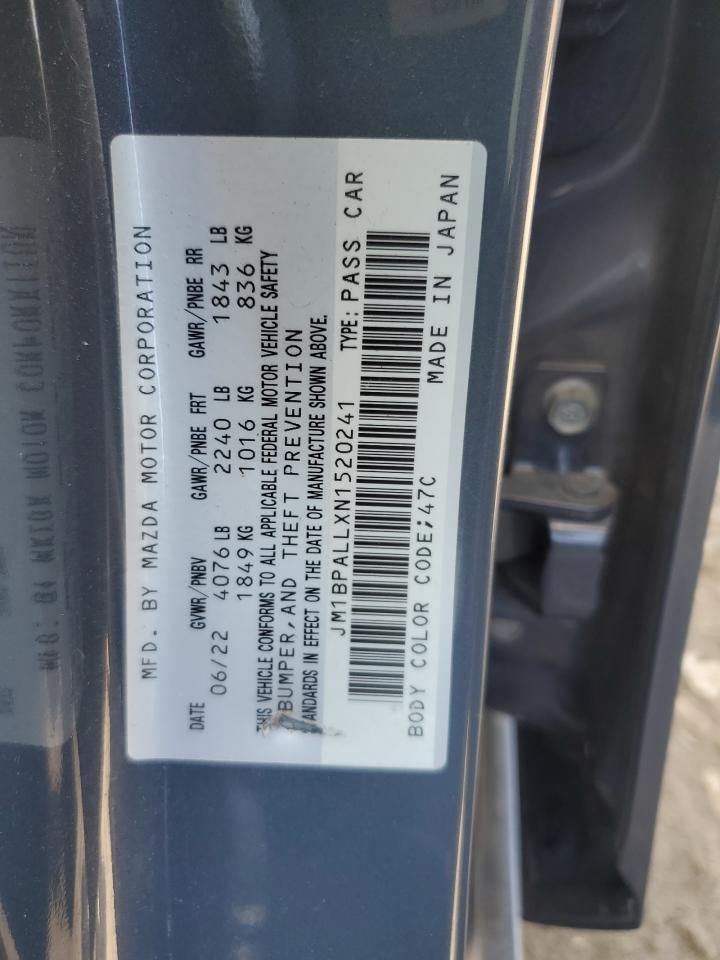 MFD. BY MAZDA MOTOR CORPORATION
DATE GVWR/PNBV GAWR/PNBE FRT GAWR/PNBE RR
06/22 4076 LB 2240 LB 1843 LB
1849 KG 1016 KG 836 KG
THIS VEHICLE CONFORMS TO ALL APPLICABLE FEDERAL MOTOR VEHICLE SAFETY
BUMPER, AND THEFT PREVENTION
TANDARDS IN EFFECT ON THE DATE OF MANUFACTURE SHOWN ABOVE.
JM1BPALLXN1520241 TYPE: PASS CAR
BODY COLOR CODE;47C MADE IN JAPAN